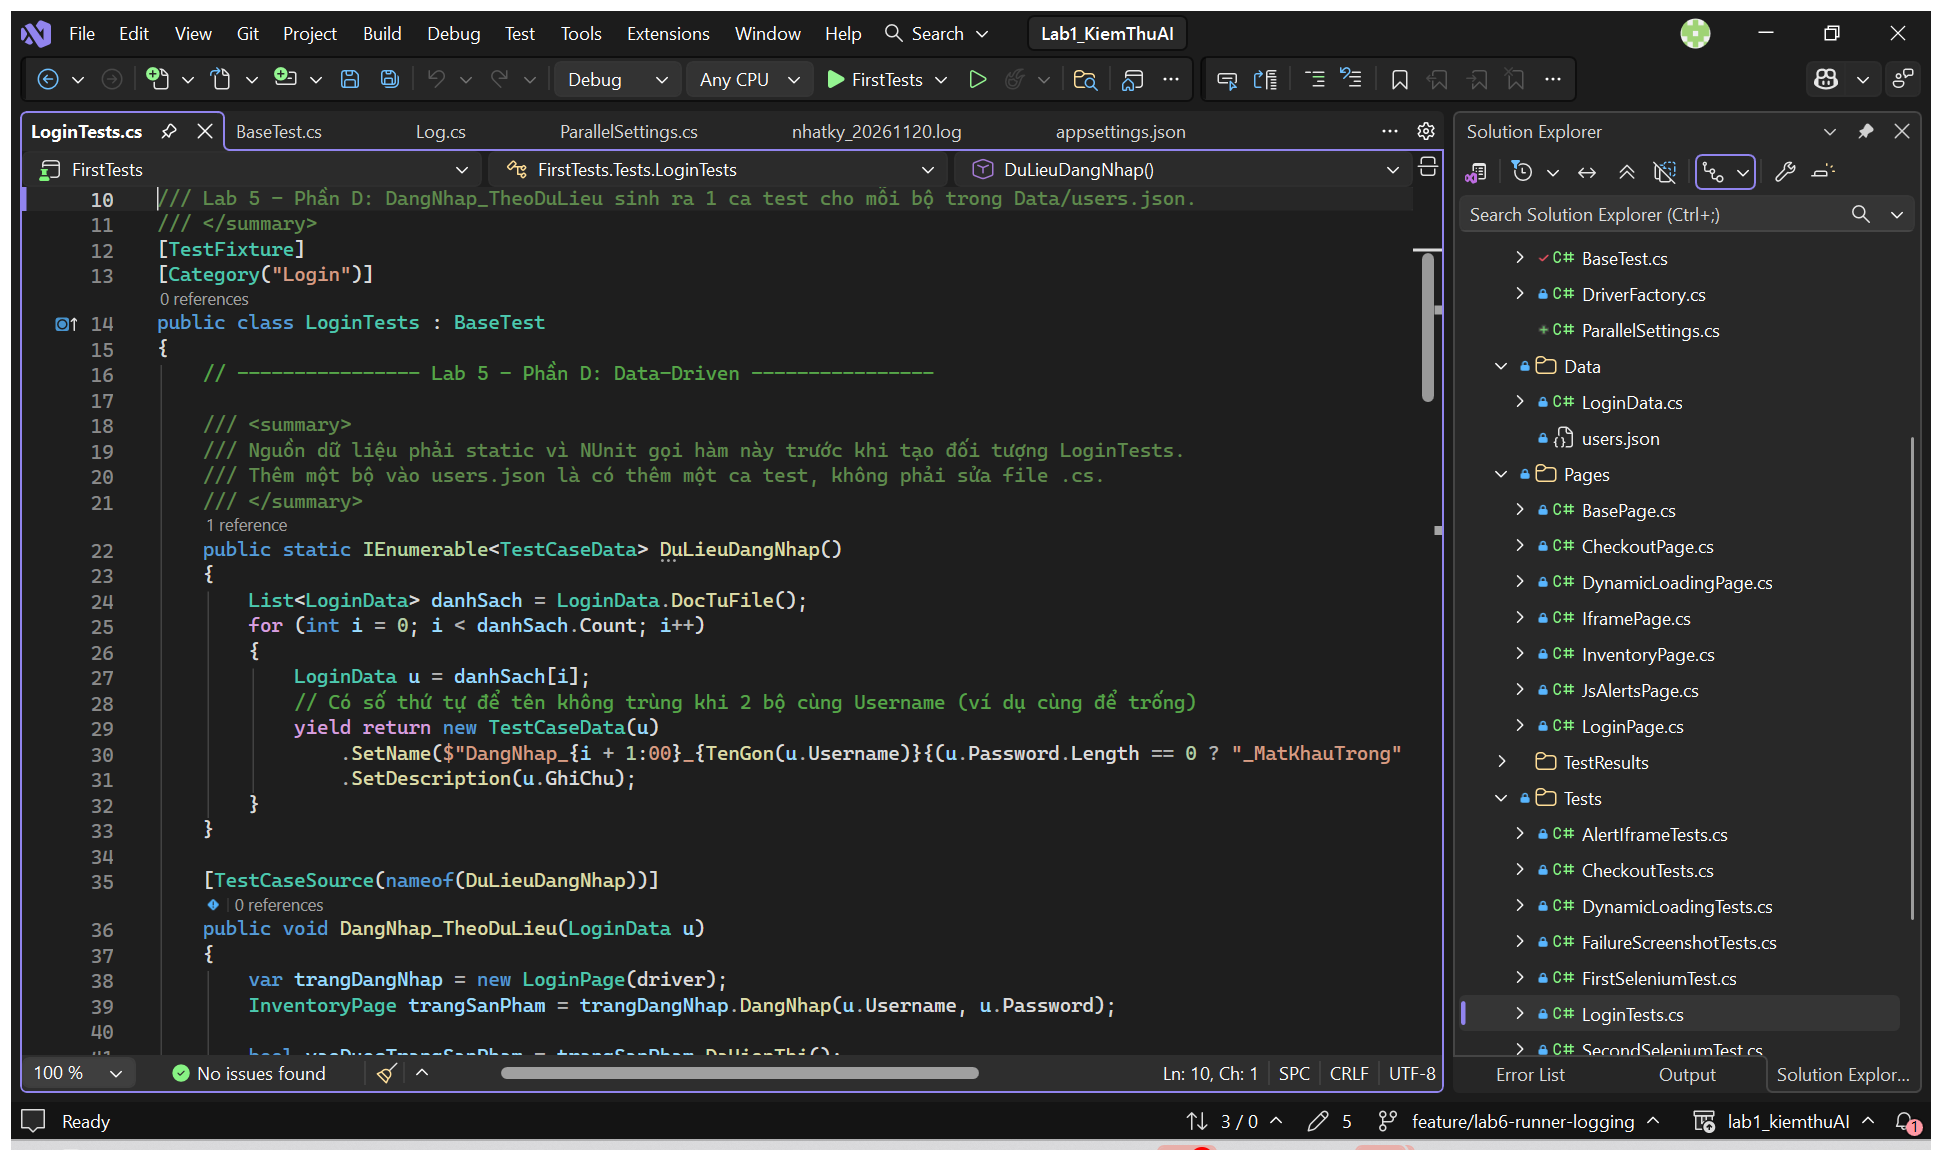 File Edit View Git Project Build Debug Test Tools Extensions Window Help Search Lab1_KiemThuAI
Debug Any CPU FirstTests
LoginTests.cs BaseTest.cs Log.cs ParallelSettings.cs nhatky_20261120.log appsettings.json
FirstTests FirstTests.Tests.LoginTests DuLieuDangNhap()
10 /// Lab 5 - Phần D: DangNhap_TheoDuLieu sinh ra 1 ca test cho mỗi bộ trong Data/users.json.
11 /// </summary>
12 [TestFixture]
13 [Category("Login")]
0 references
14 public class LoginTests : BaseTest
15 {
16 // ---------------- Lab 5 - Phần D: Data-Driven ----------------
17
18 /// <summary>
19 /// Nguồn dữ liệu phải static vì NUnit gọi hàm này trước khi tạo đối tượng LoginTests.
20 /// Thêm một bộ vào users.json là có thêm một ca test, không phải sửa file .cs.
21 /// </summary>
1 reference
22 public static IEnumerable<TestCaseData> DuLieuDangNhap()
23 {
24 List<LoginData> danhSach = LoginData.DocTuFile();
25 for (int i = 0; i < danhSach.Count; i++)
26 {
27 LoginData u = danhSach[i];
28 // Có số thứ tự để tên không trùng khi 2 bộ cùng Username (ví dụ cùng để trống)
29 yield return new TestCaseData(u)
30 .SetName($"DangNhap_{i + 1:00}_{TenGon(u.Username)}{(u.Password.Length == 0 ? "_MatKhauTrong"
31 .SetDescription(u.GhiChu);
32 }
33 }
34
35 [TestCaseSource(nameof(DuLieuDangNhap))]
0 references
36 public void DangNhap_TheoDuLieu(LoginData u)
37 {
38 var trangDangNhap = new LoginPage(driver);
39 InventoryPage trangSanPham = trangDangNhap.DangNhap(u.Username, u.Password);
40
100 % No issues found Ln: 10, Ch: 1 SPC CRLF UTF-8
Solution Explorer
Search Solution Explorer (Ctrl+;)
C# BaseTest.cs
C# DriverFactory.cs
C# ParallelSettings.cs
Data
C# LoginData.cs
users.json
Pages
C# BasePage.cs
C# CheckoutPage.cs
C# DynamicLoadingPage.cs
C# IframePage.cs
C# InventoryPage.cs
C# JsAlertsPage.cs
C# LoginPage.cs
TestResults
Tests
C# AlertIframeTests.cs
C# CheckoutTests.cs
C# DynamicLoadingTests.cs
C# FailureScreenshotTests.cs
C# FirstSeleniumTest.cs
C# LoginTests.cs
C# SecondSeleniumTest.cs
Error List Output Solution Explor...
Ready 3 / 0 5 feature/lab6-runner-logging lab1_kiemthuAI 1